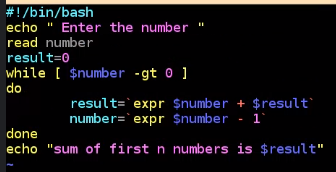 #!/bin/bash
echo " Enter the number "
read number
result=0
while [ $number -gt 0 ]
do
        result=`expr $number + $result`
        number=`expr $number - 1`
done
echo "sum of first n numbers is $result"
~